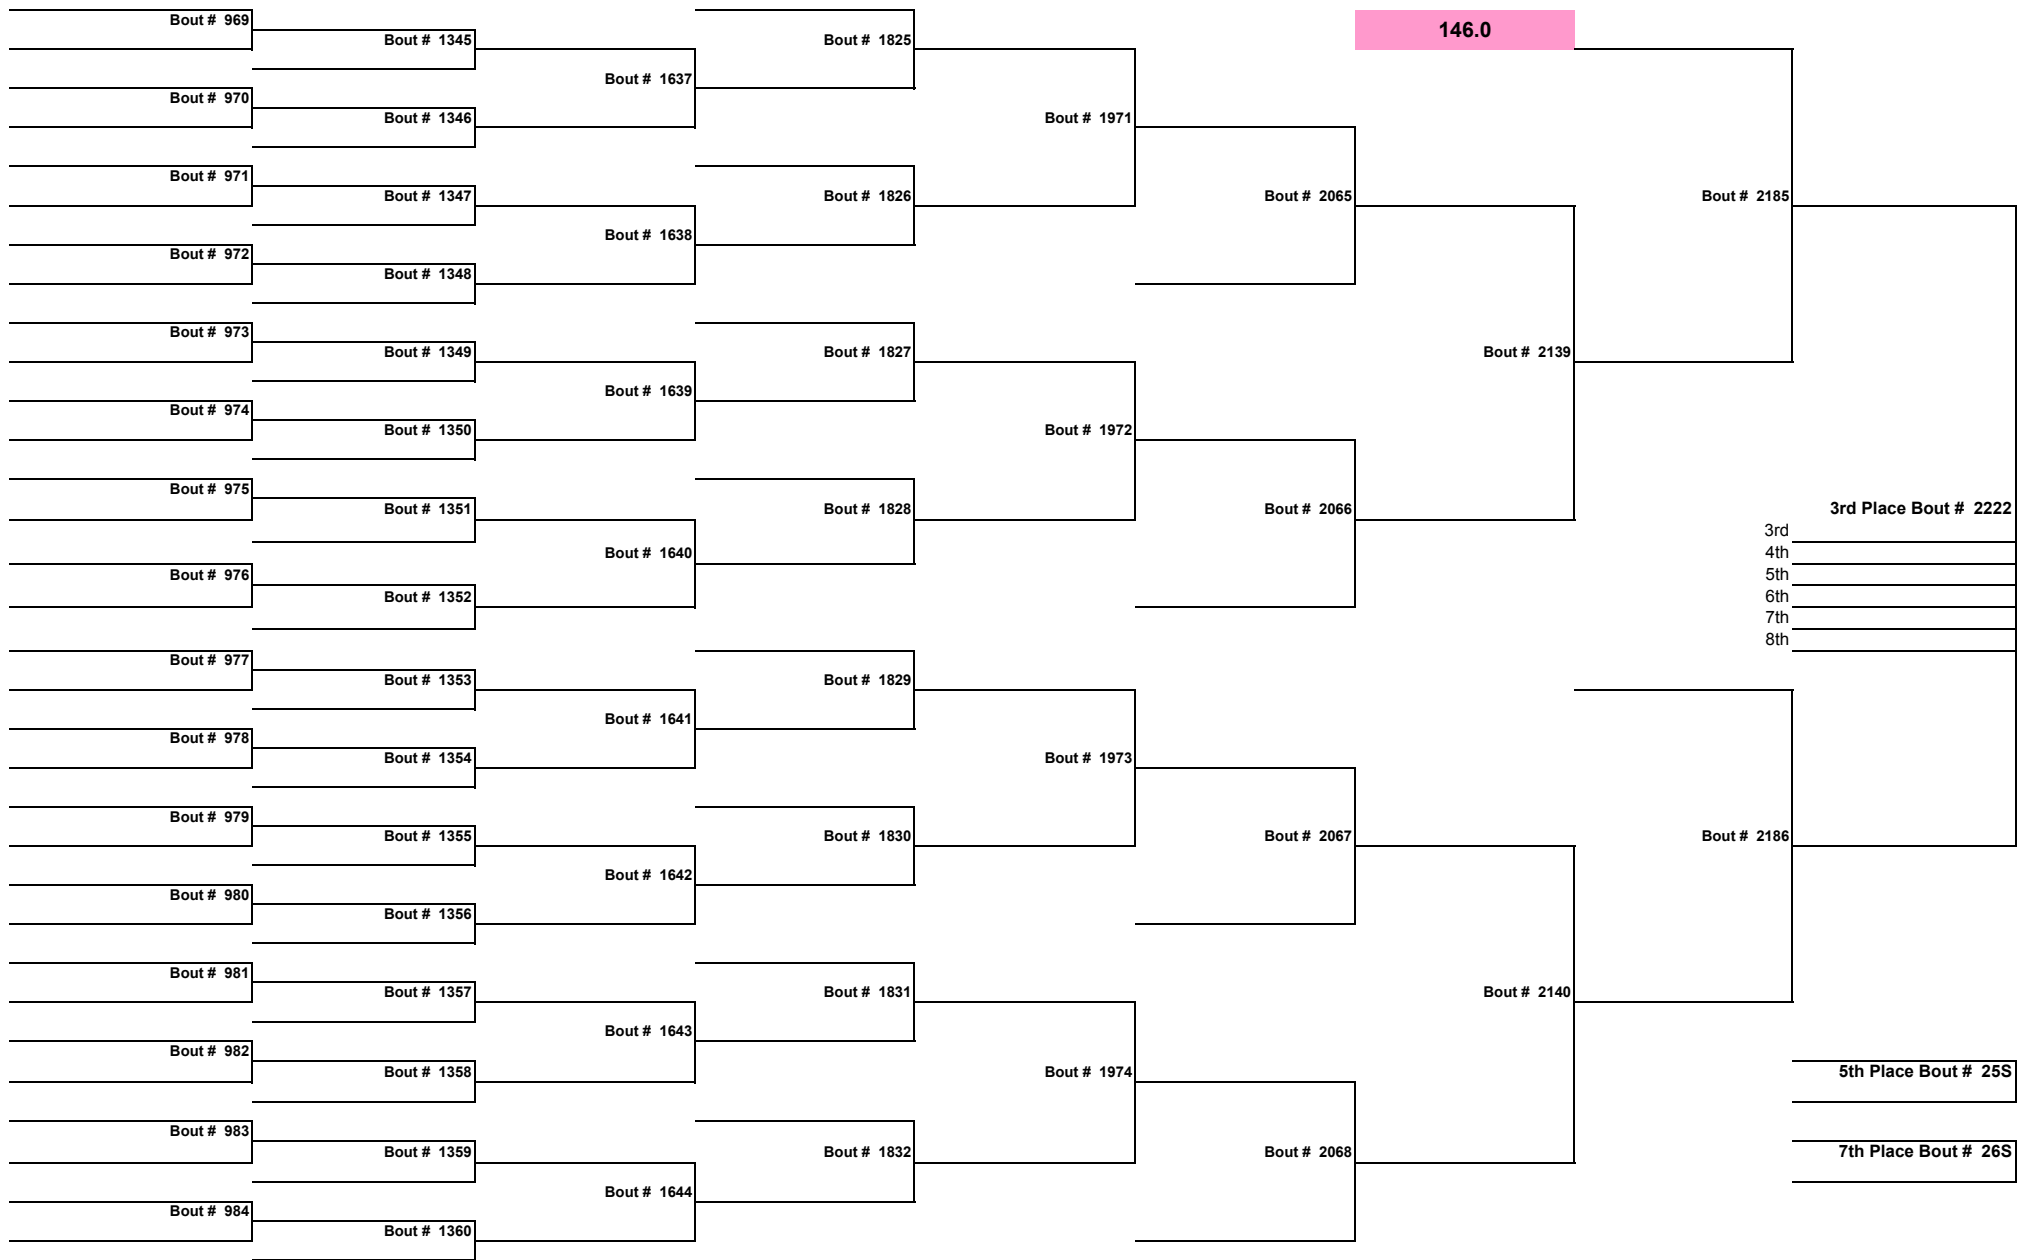 Bout # 969
Bout # 1345
Bout # 1825
146.0
Bout # 1637
Bout # 970
Bout # 1346
Bout # 1971
Bout # 971
Bout # 1347
Bout # 1826
Bout # 2065
Bout # 2185
Bout # 1638
Bout # 972
Bout # 1348
Bout # 973
Bout # 1349
Bout # 1827
Bout # 2139
Bout # 1639
Bout # 974
Bout # 1350
Bout # 1972
Bout # 975
Bout # 1351
Bout # 1828
Bout # 2066
3rd Place Bout # 2222
3rd
4th
Bout # 1640
5th
Bout # 976
6th
Bout # 1352
7th
8th
Bout # 977
Bout # 1353
Bout # 1829
Bout # 1641
Bout # 978
Bout # 1354
Bout # 1973
Bout # 979
Bout # 1355
Bout # 1830
Bout # 2067
Bout # 2186
Bout # 1642
Bout # 980
Bout # 1356
Bout # 981
Bout # 1357
Bout # 1831
Bout # 2140
Bout # 1643
Bout # 982
Bout # 1358
Bout # 1974
5th Place Bout # 25S
Bout # 983
Bout # 1359
Bout # 1832
Bout # 2068
7th Place Bout # 26S
Bout # 1644
Bout # 984
Bout # 1360